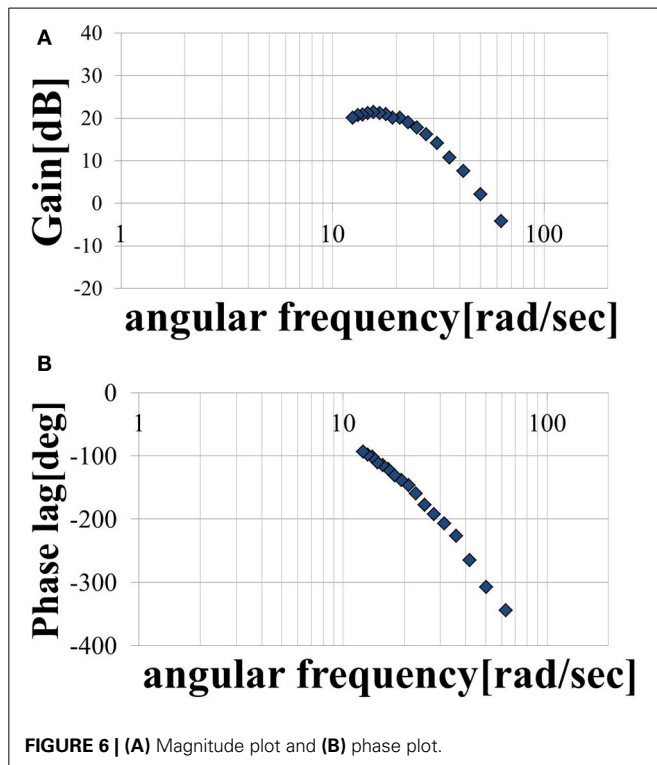 A
40
30
20
10
0
-10
-20
Gain[dB]
1 10 100
angular frequency[rad/sec]
B
0
-100
-200
-300
-400
Phase lag[deg]
1 10 100
angular frequency[rad/sec]
FIGURE 6 | (A) Magnitude plot and (B) phase plot.